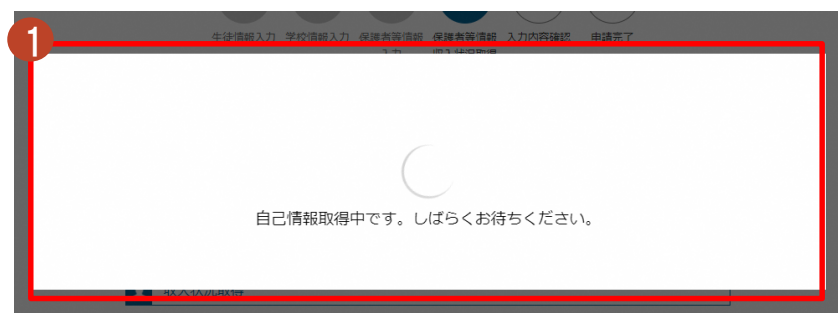 1
生徒情報入力 学校情報入力 保護者等情報 保護者等情報 入力内容確認 申請完了
入力 収入状況取得
自己情報取得中です。しばらくお待ちください。
収入状況取得